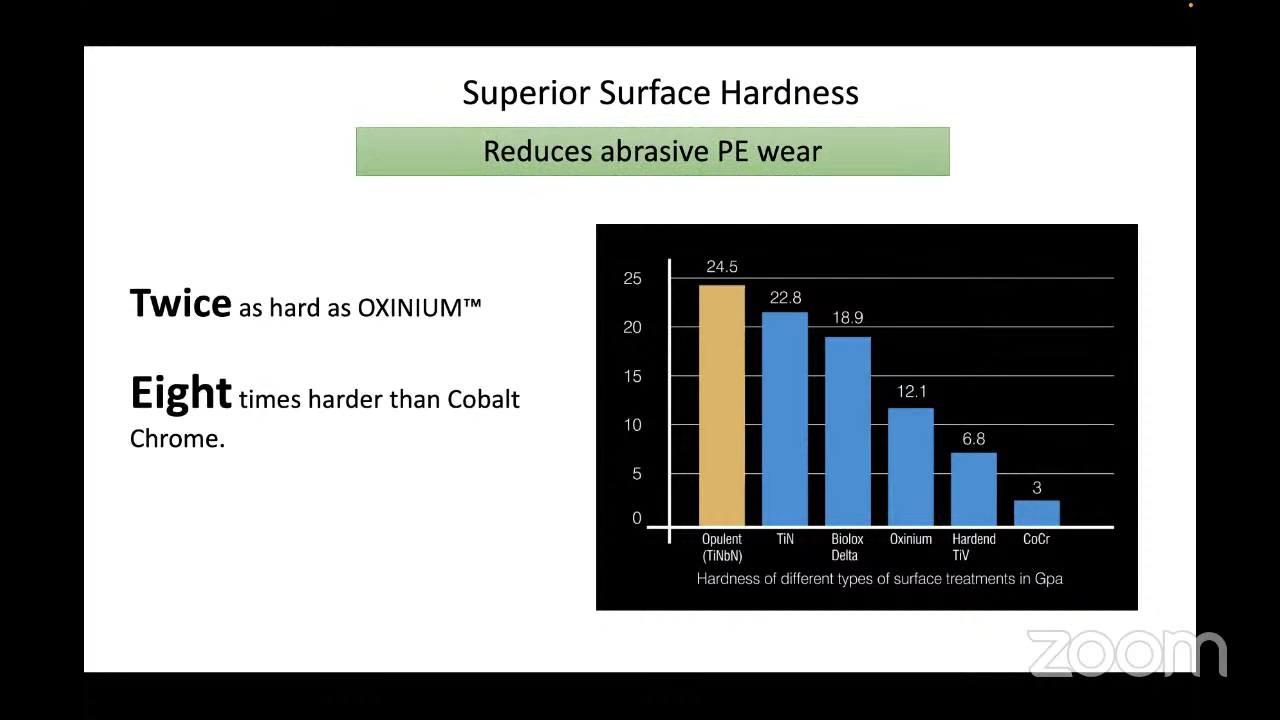 Superior Surface Hardness
Reduces abrasive PE wear
Twice as hard as OXINIUM™
Eight times harder than Cobalt
Chrome.
25
20
15
10
5
0
24.5
22.8
18.9
12.1
6.8
3
Opulent
(TiNbN)
TiN
Biolox
Delta
Oxinium
Hardend
TiV
CoCr
Hardness of different types of surface treatments in Gpa
zoom